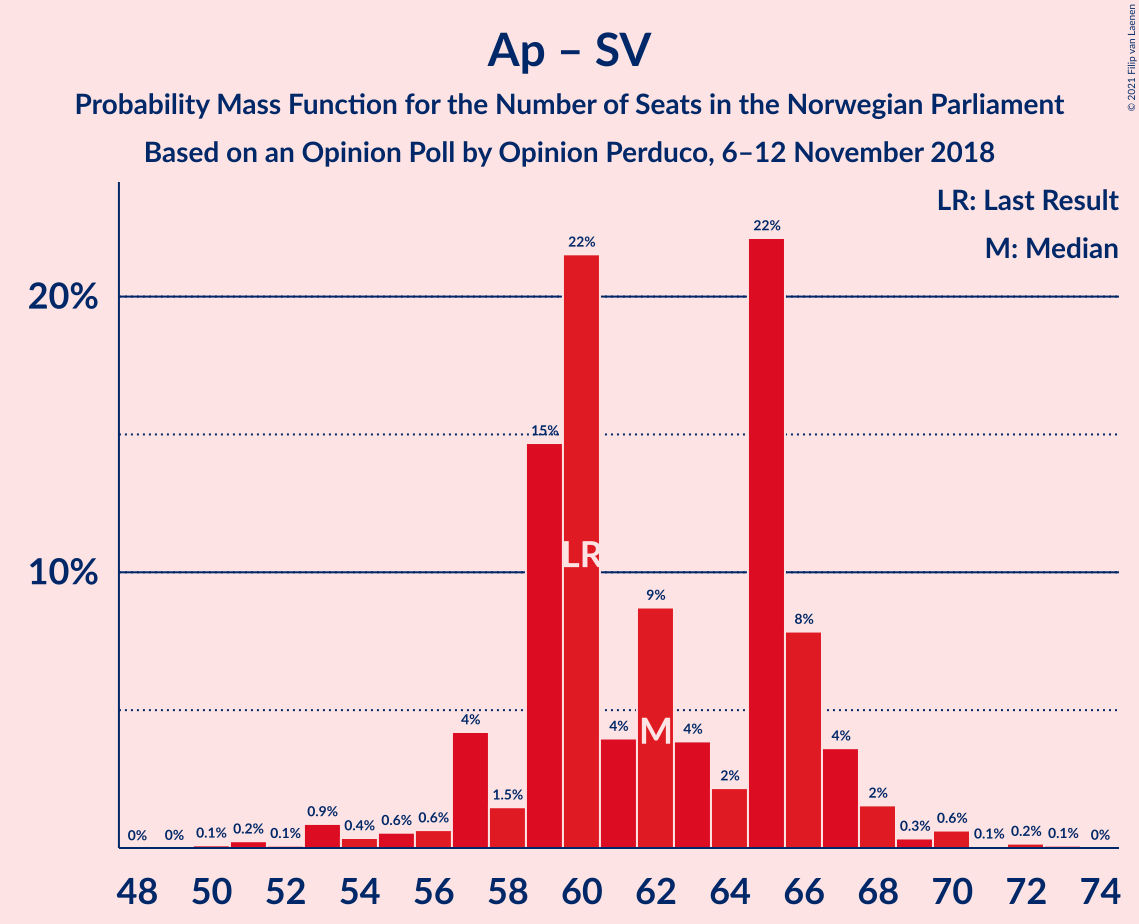 Ap – SV
Probability Mass Function for the Number of Seats in the Norwegian Parliament
Based on an Opinion Poll by Opinion Perduco, 6–12 November 2018
© 2021 Filip van Laenen
LR: Last Result
M: Median
20%
10%
0% 0% 0.1% 0.2% 0.1% 0.9% 0.4% 0.6% 0.6% 4% 1.5% 15% 22% 4% 9% 4% 2% 22% 8% 4% 2% 0.3% 0.6% 0.1% 0.2% 0.1% 0%
LR
M
48 50 52 54 56 58 60 62 64 66 68 70 72 74